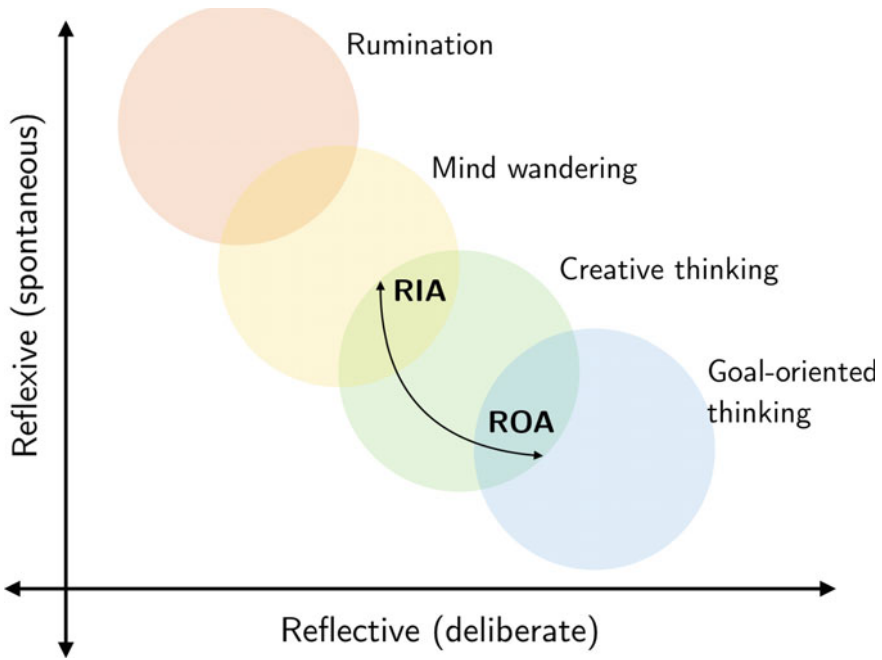 Rumination
Mind wandering
RIA
Creative thinking
Goal-oriented
thinking
ROA
Reflexive (spontaneous)
Reflective (deliberate)